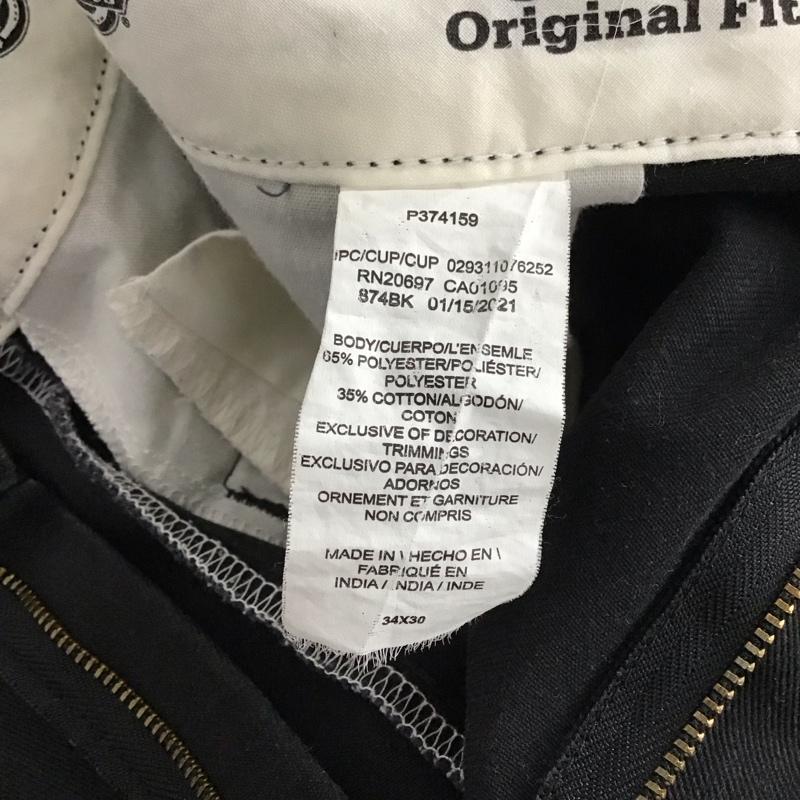 Original Fit
P374159
PC/CUP/CUP 029311076252
RN20697 CA01095
874BK 01/15/2021
BODY/CUERPO/L'ENSEMLE
65% POLYESTER/POLIÉSTER/
POLYESTER
35% COTTON/ALGODÓN/
COTON
EXCLUSIVE OF DECORATION/
TRIMMINGS
EXCLUSIVO PARA DECORACIÓN/
ADORNOS
ORNEMENT ET GARNITURE
NON COMPRIS
MADE IN \ HECHO EN \
FABRIQUÉ EN
INDIA / INDIA / INDE
34X30